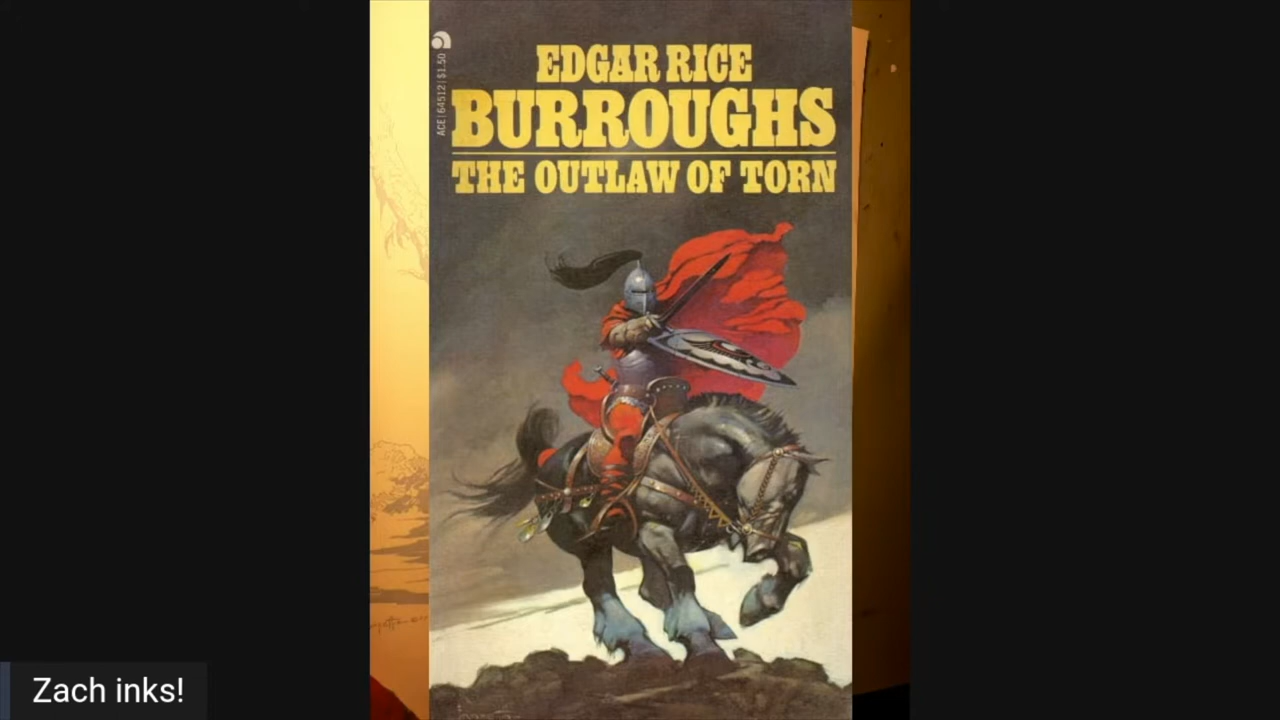 EDGAR RICE
BURROUGHS
THE OUTLAW OF TORN
ACE | 64512 | $1.50
Zach inks!